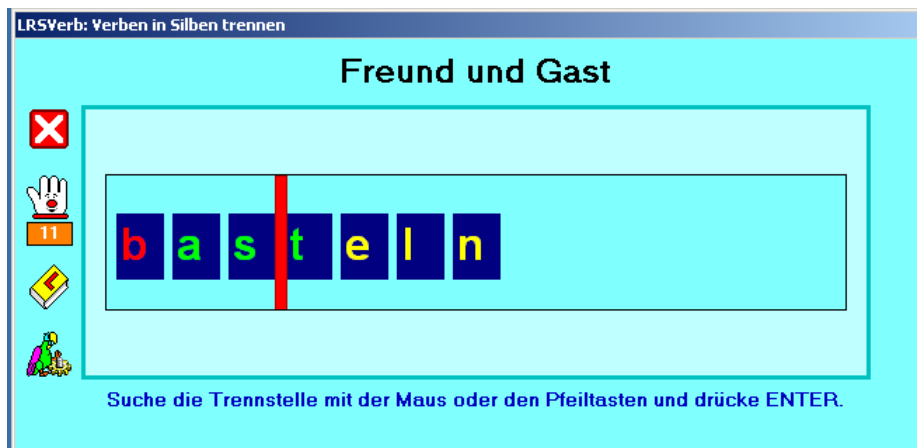 LRSVerb: Verben in Silben trennen
Freund und Gast
11
basteln
Suche die Trennstelle mit der Maus oder den Pfeiltasten und drücke ENTER.